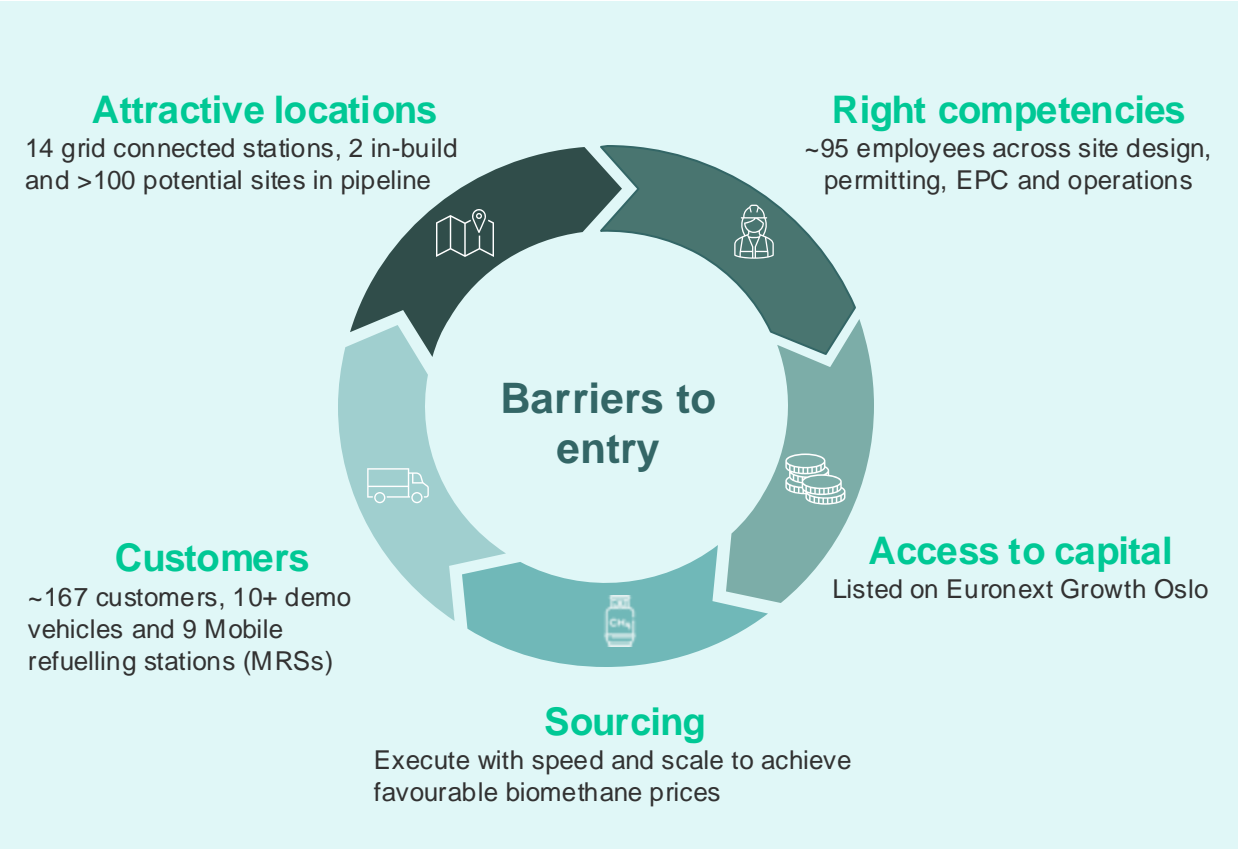 Attractive locations
14 grid connected stations, 2 in-build
and >100 potential sites in pipeline
Right competencies
~95 employees across site design,
permitting, EPC and operations
Barriers to
entry
Access to capital
Listed on Euronext Growth Oslo
Customers
~167 customers, 10+ demo
vehicles and 9 Mobile
refuelling stations (MRSs)
CH4
Sourcing
Execute with speed and scale to achieve
favourable biomethane prices